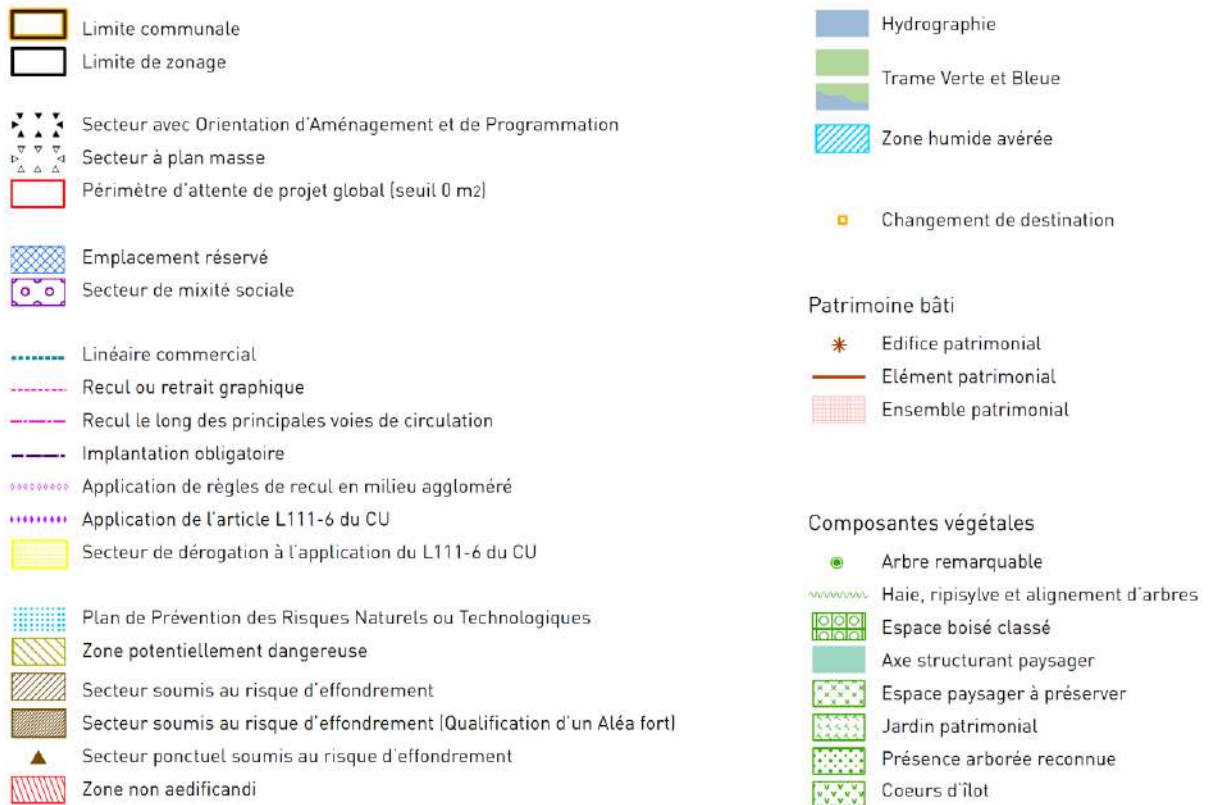 Limite communale
Limite de zonage
Secteur avec Orientation d'Aménagement et de Programmation
Secteur à plan masse
Périmètre d'attente de projet global (seuil 0 m2)
Emplacement réservé
Secteur de mixité sociale
Linéaire commercial
Recul ou retrait graphique
Recul le long des principales voies de circulation
Implantation obligatoire
Application de règles de recul en milieu aggloméré
Application de l'article L111-6 du CU
Secteur de dérogation à l'application du L111-6 du CU
Plan de Prévention des Risques Naturels ou Technologiques
Zone potentiellement dangereuse
Secteur soumis au risque d'effondrement
Secteur soumis au risque d'effondrement (Qualification d'un Aléa fort)
Secteur ponctuel soumis au risque d'effondrement
Zone non aedificandi
Hydrographie
Trame Verte et Bleue
Zone humide avérée
Changement de destination
Patrimoine bâti
Edifice patrimonial
Elément patrimonial
Ensemble patrimonial
Composantes végétales
Arbre remarquable
Haie, ripisylve et alignement d'arbres
Espace boisé classé
Axe structurant paysager
Espace paysager à préserver
Jardin patrimonial
Présence arborée reconnue
Coeurs d'îlot